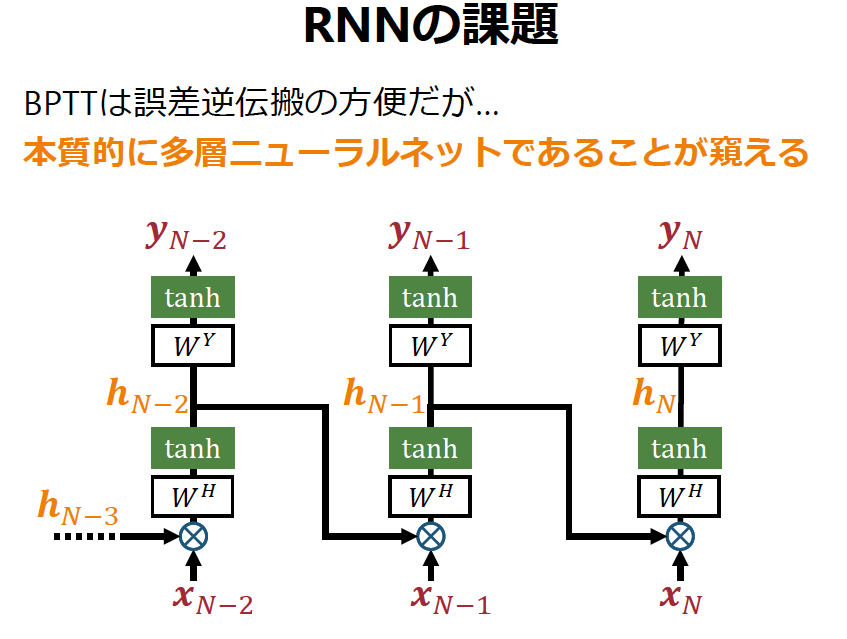 RNNの課題
BPTTは誤差逆伝搬の方便だが…
本質的に多層ニューラルネットであることが窺える
y_{N−2} y_{N−1} y_N
tanh tanh tanh
W^Y W^Y W^Y
h_{N−2} h_{N−1} h_N
tanh tanh tanh
W^H W^H W^H
h_{N−3}
x_{N−2} x_{N−1} x_N